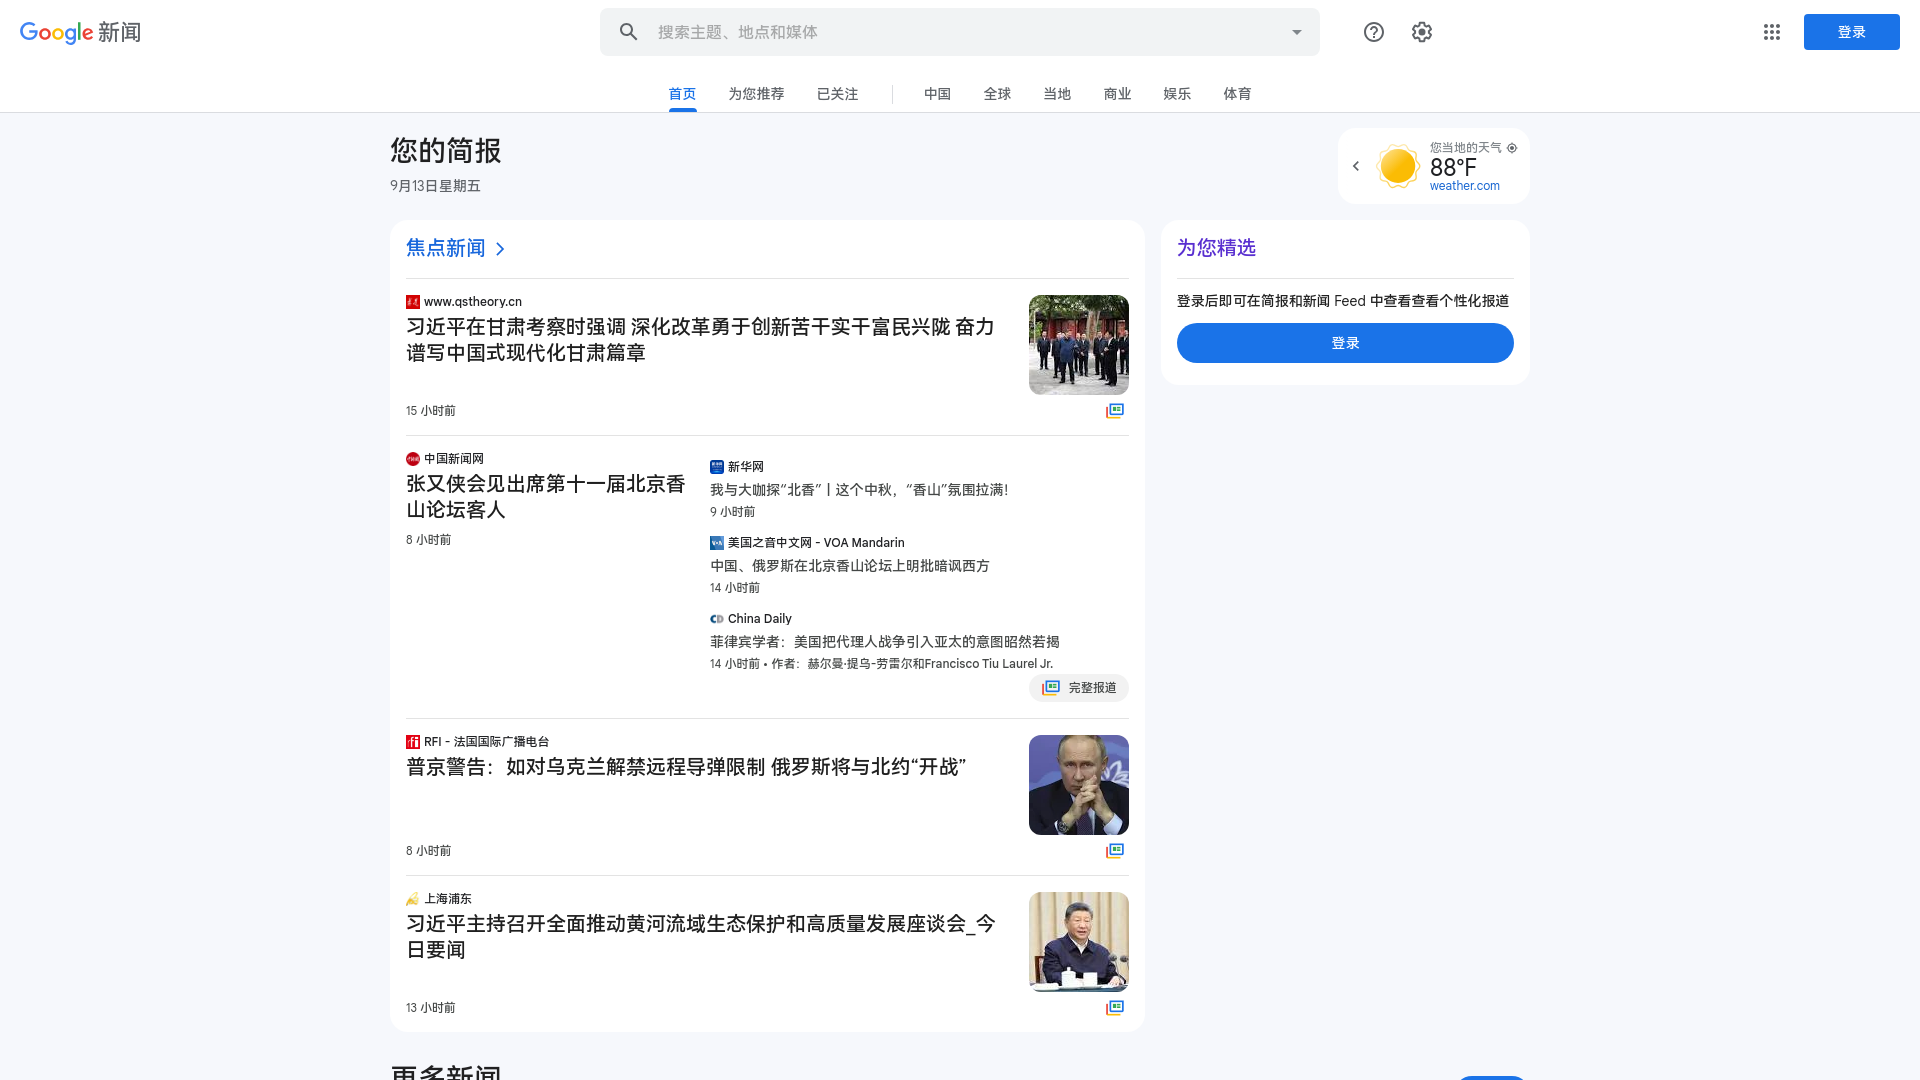 Google 新闻
搜索主题、地点和媒体
登录
首页
为您推荐
已关注
中国
全球
当地
商业
娱乐
体育
您的简报
9月13日星期五
您当地的天气
88°F
weather.com
焦点新闻
www.qstheory.cn
习近平在甘肃考察时强调 深化改革勇于创新苦干实干富民兴陇 奋力
谱写中国式现代化甘肃篇章
15 小时前
中国新闻网
张又侠会见出席第十一届北京香
山论坛客人
8 小时前
新华网
我与大咖探“北香”丨这个中秋，“香山”氛围拉满！
9 小时前
美国之音中文网 - VOA Mandarin
中国、俄罗斯在北京香山论坛上明批暗讽西方
14 小时前
China Daily
菲律宾学者：美国把代理人战争引入亚太的意图昭然若揭
14 小时前 • 作者：赫尔曼·提乌-劳雷尔和Francisco Tiu Laurel Jr.
完整报道
RFI - 法国国际广播电台
普京警告：如对乌克兰解禁远程导弹限制 俄罗斯将与北约“开战”
8 小时前
上海浦东
习近平主持召开全面推动黄河流域生态保护和高质量发展座谈会_今
日要闻
13 小时前
为您精选
登录后即可在简报和新闻 Feed 中查看查看个性化报道
登录
更多新闻